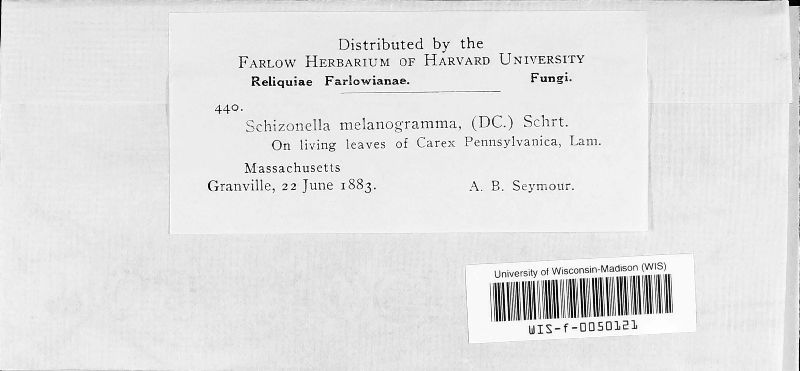 Distributed by the
Farlow Herbarium of Harvard University
Reliquiae Farlowianae. Fungi.
440.
Schizonella melanogramma, (DC.) Schrt.
On living leaves of Carex Pennsylvanica, Lam.
Massachusetts
Granville, 22 June 1883. A. B. Seymour.
University of Wisconsin-Madison (WIS)
WIS-f-0050121